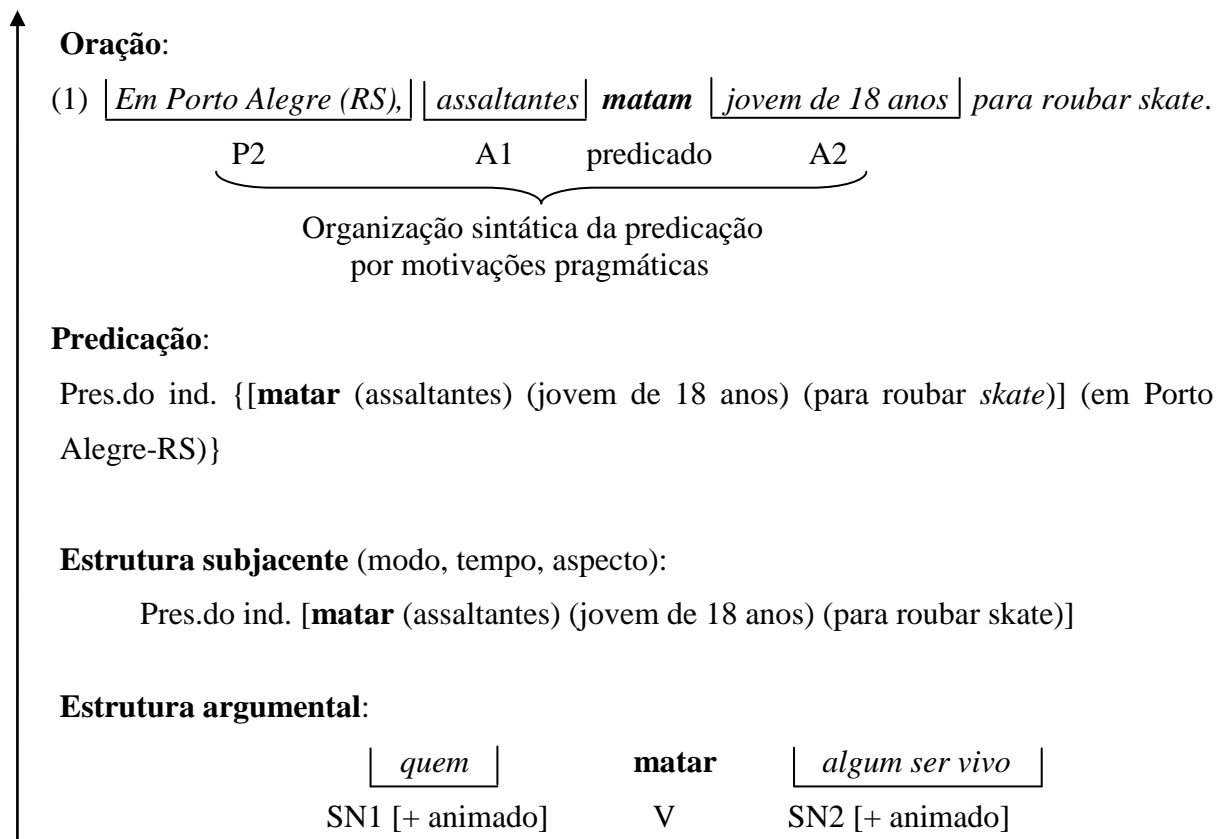 Oração:
(1) Em Porto Alegre (RS), assaltantes matam jovem de 18 anos para roubar skate.
P2 A1 predicado A2
Organização sintática da predicação
por motivações pragmáticas
Predicação:
Pres.do ind. {[matar (assaltantes) (jovem de 18 anos) (para roubar skate)] (em Porto
Alegre-RS)}
Estrutura subjacente (modo, tempo, aspecto):
Pres.do ind. [matar (assaltantes) (jovem de 18 anos) (para roubar skate)]
Estrutura argumental:
quem matar algum ser vivo
SN1 [+ animado] V SN2 [+ animado]